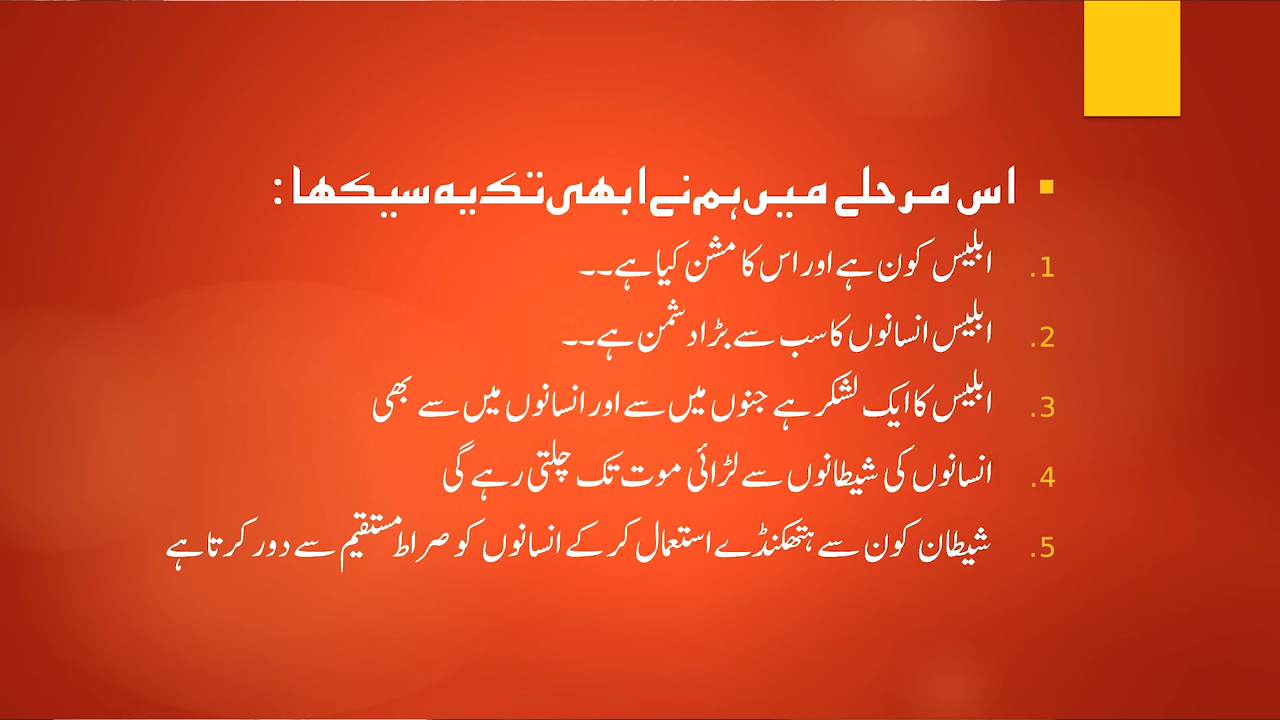 ▪ اس مرحلے میں ہم نے ابھی تک یہ سیکھا :
1. ابلیس کون ہے اور اس کا مشن کیا ہے۔۔
2. ابلیس انسانوں کا سب سے بڑا دشمن ہے۔۔
3. ابلیس کا ایک لشکر ہے جنوں میں سے اور انسانوں میں سے بھی
4. انسانوں کی شیطانوں سے لڑائی موت تک چلتی رہے گی
5. شیطان کون سے ہتھکنڈے استعمال کر کے انسانوں کو صراط مستقیم سے دور کرتا ہے